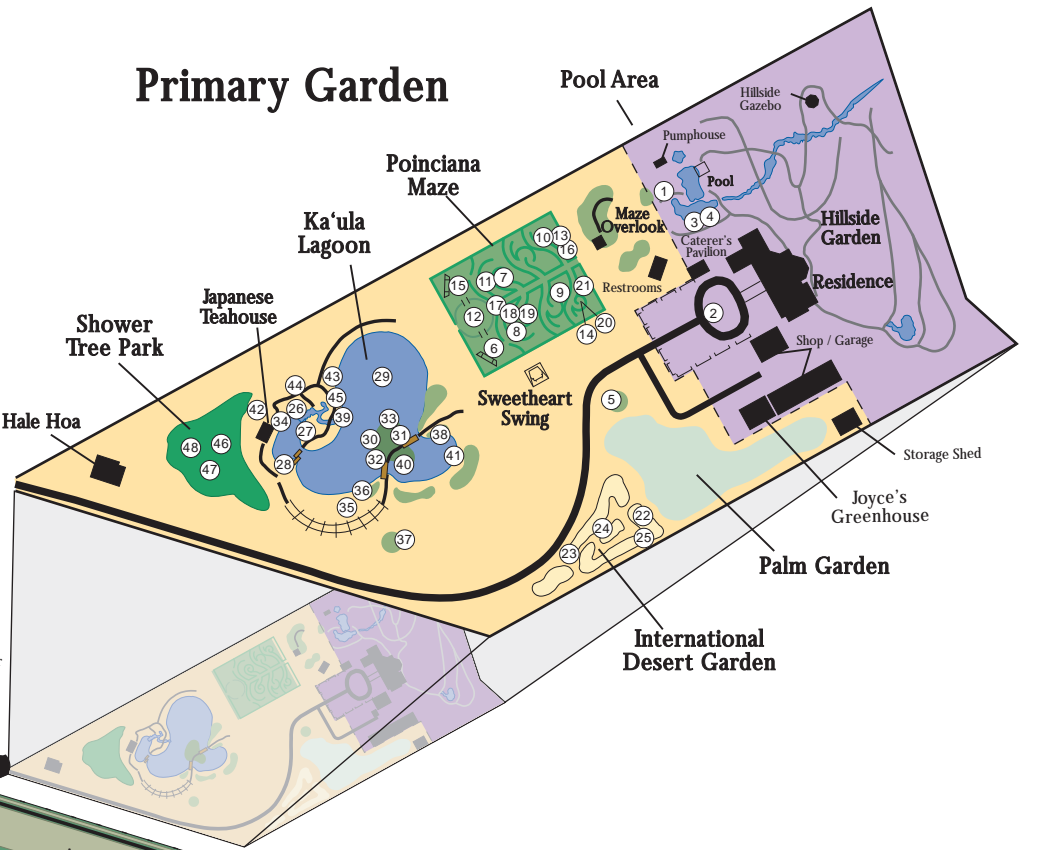 Primary Garden
Pool Area
Hillside
Gazebo
Pumphouse
Poinciana
Maze
Pool
1
3
4
Maze
Overlook
Hillside
Garden
Ka‘ula
Lagoon
10
13
16
Caterer's
Pavilion
Residence
15
11
7
9
21
Restrooms
2
Japanese
Teahouse
12
17
18
19
8
20
14
Shop / Garage
Shower
Tree Park
6
Sweetheart
Swing
29
43
44
45
5
Hale Hoa
42
26
34
39
27
33
30
31
38
48
46
47
28
32
40
41
Storage Shed
36
35
Joyce's
Greenhouse
37
22
24
25
23
Palm Garden
International
Desert Garden